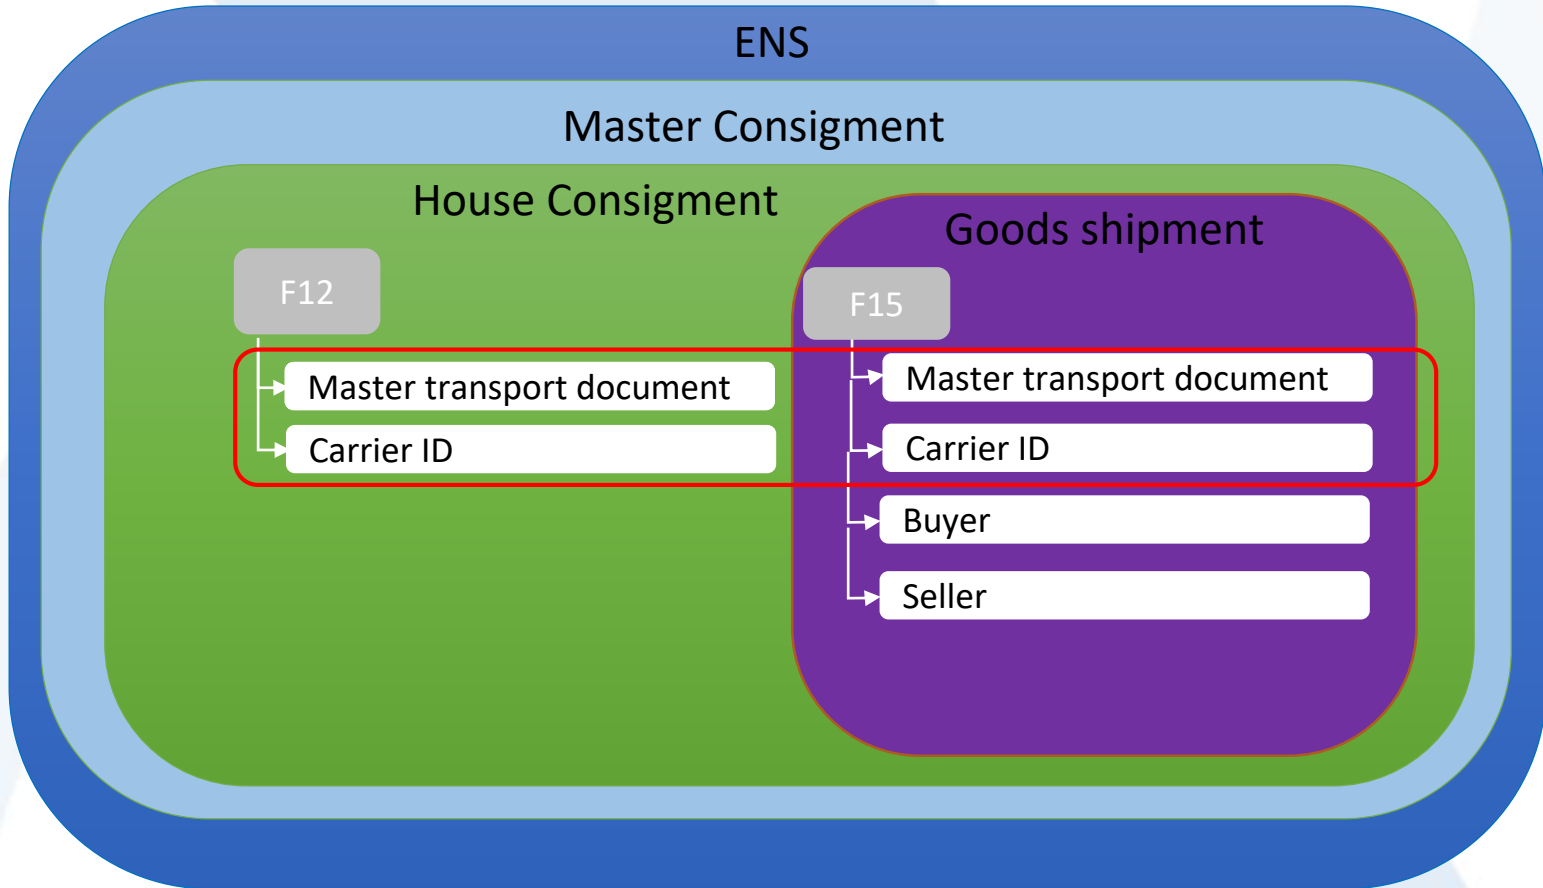 ENS
Master Consigment
House Consigment
Goods shipment
F12
Master transport document
Carrier ID
F15
Master transport document
Carrier ID
Buyer
Seller